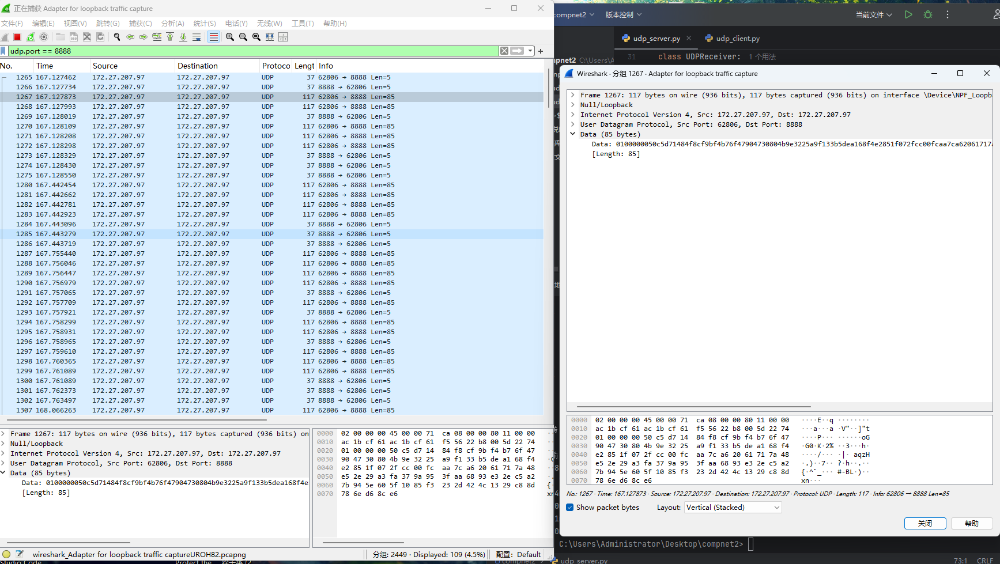 正在捕获 Adapter for loopback traffic capture
文件(F) 编辑(E) 视图(V) 跳转(G) 捕获(C) 分析(A) 统计(S) 电话(Y) 无线(W) 工具(T) 帮助(H)
udp.port == 8888
No. Time Source Destination Protoco Lengt Info
1265 167.127462 172.27.207.97 172.27.207.97 UDP 37 62806 → 8888 Len=5
1266 167.127734 172.27.207.97 172.27.207.97 UDP 37 8888 → 62806 Len=5
1267 167.127873 172.27.207.97 172.27.207.97 UDP 117 62806 → 8888 Len=85
1268 167.127993 172.27.207.97 172.27.207.97 UDP 117 62806 → 8888 Len=85
1269 167.128019 172.27.207.97 172.27.207.97 UDP 37 8888 → 62806 Len=5
1270 167.128109 172.27.207.97 172.27.207.97 UDP 117 62806 → 8888 Len=85
1271 167.128208 172.27.207.97 172.27.207.97 UDP 117 62806 → 8888 Len=85
1272 167.128298 172.27.207.97 172.27.207.97 UDP 117 62806 → 8888 Len=85
1273 167.128329 172.27.207.97 172.27.207.97 UDP 37 8888 → 62806 Len=5
1274 167.128430 172.27.207.97 172.27.207.97 UDP 37 8888 → 62806 Len=5
1275 167.128550 172.27.207.97 172.27.207.97 UDP 37 8888 → 62806 Len=5
1280 167.442454 172.27.207.97 172.27.207.97 UDP 117 62806 → 8888 Len=85
1281 167.442662 172.27.207.97 172.27.207.97 UDP 117 62806 → 8888 Len=85
1282 167.442781 172.27.207.97 172.27.207.97 UDP 117 62806 → 8888 Len=85
1283 167.442923 172.27.207.97 172.27.207.97 UDP 117 62806 → 8888 Len=85
1284 167.443096 172.27.207.97 172.27.207.97 UDP 37 8888 → 62806 Len=5
1285 167.443279 172.27.207.97 172.27.207.97 UDP 37 8888 → 62806 Len=5
1286 167.443719 172.27.207.97 172.27.207.97 UDP 37 8888 → 62806 Len=5
1287 167.755440 172.27.207.97 172.27.207.97 UDP 117 62806 → 8888 Len=85
1288 167.756046 172.27.207.97 172.27.207.97 UDP 117 62806 → 8888 Len=85
1289 167.756447 172.27.207.97 172.27.207.97 UDP 117 62806 → 8888 Len=85
1290 167.756979 172.27.207.97 172.27.207.97 UDP 117 62806 → 8888 Len=85
1291 167.757065 172.27.207.97 172.27.207.97 UDP 37 8888 → 62806 Len=5
1292 167.757709 172.27.207.97 172.27.207.97 UDP 117 62806 → 8888 Len=85
1293 167.757921 172.27.207.97 172.27.207.97 UDP 37 8888 → 62806 Len=5
1294 167.758299 172.27.207.97 172.27.207.97 UDP 117 62806 → 8888 Len=85
1295 167.758931 172.27.207.97 172.27.207.97 UDP 117 62806 → 8888 Len=85
1296 167.758965 172.27.207.97 172.27.207.97 UDP 37 8888 → 62806 Len=5
1297 167.759610 172.27.207.97 172.27.207.97 UDP 117 62806 → 8888 Len=85
1298 167.760365 172.27.207.97 172.27.207.97 UDP 117 62806 → 8888 Len=85
1299 167.761089 172.27.207.97 172.27.207.97 UDP 117 62806 → 8888 Len=85
1300 167.761089 172.27.207.97 172.27.207.97 UDP 37 8888 → 62806 Len=5
1301 167.762373 172.27.207.97 172.27.207.97 UDP 37 8888 → 62806 Len=5
1302 167.763497 172.27.207.97 172.27.207.97 UDP 37 8888 → 62806 Len=5
1307 168.066263 172.27.207.97 172.27.207.97 UDP 117 62806 → 8888 Len=85
Frame 1267: 117 bytes on wire (936 bits), 117 bytes captured (936 bits) on
Null/Loopback
Internet Protocol Version 4, Src: 172.27.207.97, Dst: 172.27.207.97
User Datagram Protocol, Src Port: 62806, Dst Port: 8888
Data (85 bytes)
Data: 0100000050c5d71484f8cf9bf4b76f47904730804b9e3225a9f133b5dea168f4e
[Length: 85]
0000 02 00 00 00 45 00 00 71 ca 08 00 00 80 11 00 00
0010 ac 1b cf 61 ac 1b cf 61 f5 56 22 b8 00 5d 22 74
0020 01 00 00 00 50 c5 d7 14 84 f8 cf 9b f4 b7 6f 47
0030 90 47 30 80 4b 9e 32 25 a9 f1 33 b5 de a1 68 f4
0040 e2 85 1f 07 2f cc 00 fc aa 7c a6 20 61 71 7a 48
0050 e5 2e 29 a3 fa 37 9a 95 3f aa 68 93 e3 2e c5 a2
0060 7b 94 5e 60 5f 10 85 f3 23 2d 42 4c 13 29 c8 8d
0070 78 6e d6 8c e6
wireshark_Adapter for loopback traffic captureUROH82.pcapng 分组: 2449 · Displayed: 109 (4.5%) 配置: Default
compnet2 版本控制 当前文件
udp_server.py udp_client.py
31 class UDPReceiver: 1 个用法
Wireshark · 分组 1267 · Adapter for loopback traffic capture
Frame 1267: 117 bytes on wire (936 bits), 117 bytes captured (936 bits) on interface \Device\NPF_Loopb
Null/Loopback
Internet Protocol Version 4, Src: 172.27.207.97, Dst: 172.27.207.97
User Datagram Protocol, Src Port: 62806, Dst Port: 8888
Data (85 bytes)
Data: 0100000050c5d71484f8cf9bf4b76f47904730804b9e3225a9f133b5dea168f4e2851f072fcc00fcaa7ca62061717a
[Length: 85]
0000 02 00 00 00 45 00 00 71 ca 08 00 00 80 11 00 00 ····E··q ········
0010 ac 1b cf 61 ac 1b cf 61 f5 56 22 b8 00 5d 22 74 ···a···a ·V"··]"t
0020 01 00 00 00 50 c5 d7 14 84 f8 cf 9b f4 b7 6f 47 ····P··· ······oG
0030 90 47 30 80 4b 9e 32 25 a9 f1 33 b5 de a1 68 f4 ·G0·K·2% ··3···h·
0040 e2 85 1f 07 2f cc 00 fc aa 7c a6 20 61 71 7a 48 ····/··· ·|· aqzH
0050 e5 2e 29 a3 fa 37 9a 95 3f aa 68 93 e3 2e c5 a2 ·.)··7·· ?·h··.··
0060 7b 94 5e 60 5f 10 85 f3 23 2d 42 4c 13 29 c8 8d {·^`_··· #-BL·)··
0070 78 6e d6 8c e6 xn···
No.: 1267 · Time: 167.127873 · Source: 172.27.207.97 · Destination: 172.27.207.97 · Protocol: UDP · Length: 117 · Info: 62806 → 8888 Len=85
Show packet bytes Layout: Vertical (Stacked)
关闭 帮助
C:\Users\Administrator\Desktop\compnet2>
compnet2 udp_server.py 73:1 CRLF